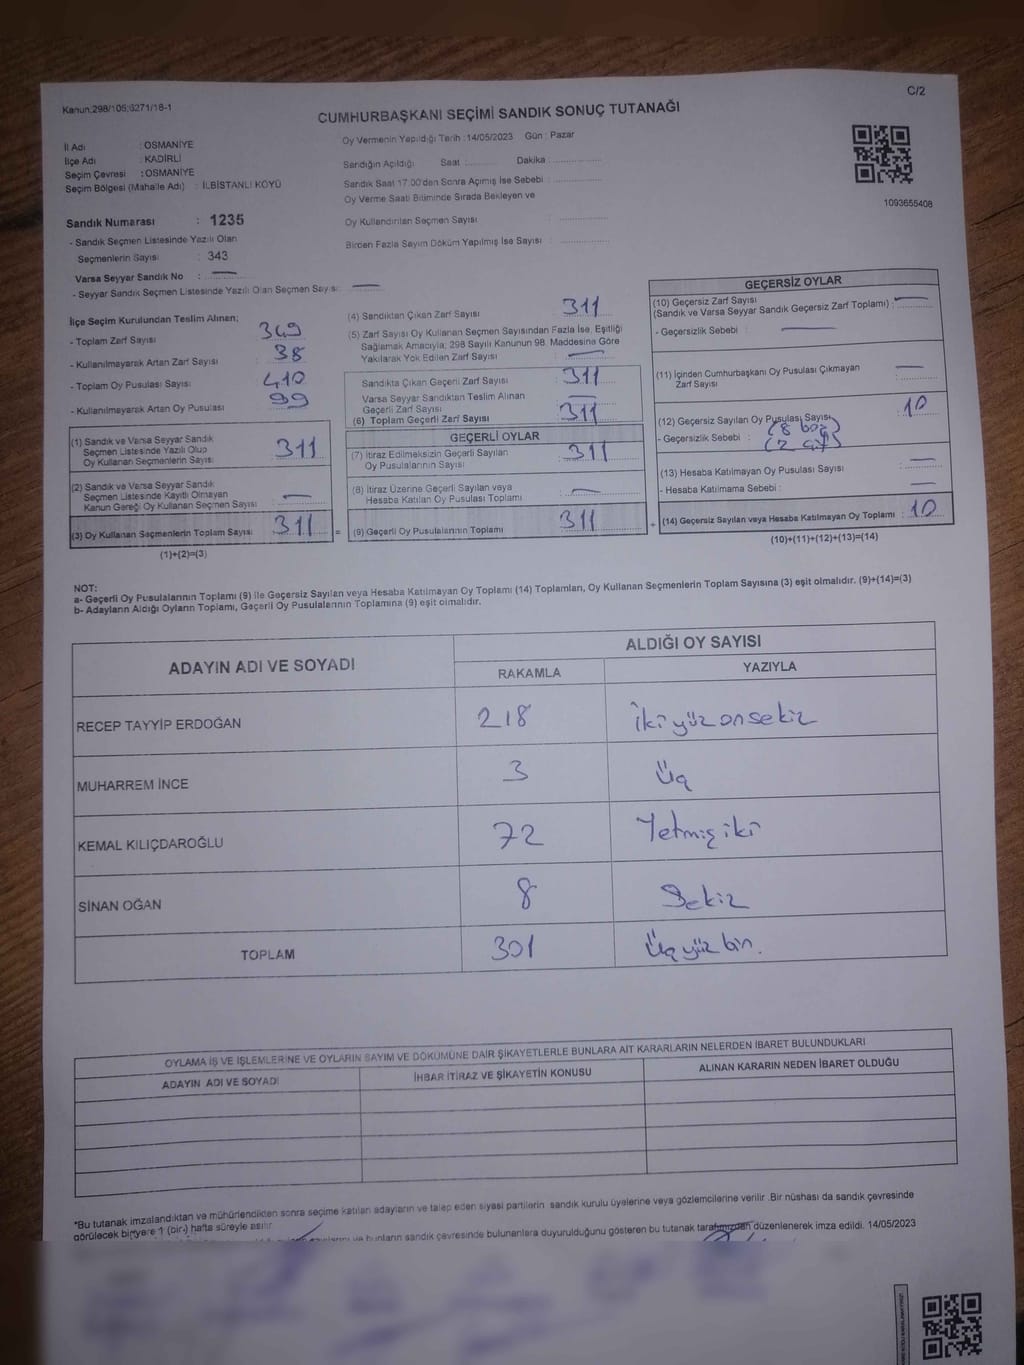 Kanun:298/105;6271/18-1
C/2
CUMHURBAŞKANI SEÇİMİ SANDIK SONUÇ TUTANAĞI
İl Adı : OSMANİYE
İlçe Adı : KADİRLİ
Seçim Çevresi : OSMANİYE
Seçim Bölgesi (Mahalle Adı) : İLBİSTANLI KÖYÜ
Oy Vermenin Yapıldığı Tarih :14/05/2023 Gün : Pazar
Sandığın Açıldığı Saat :........... Dakika :...............
Sandık Saat 17.00'den Sonra Açımış İse Sebebi :...............
Oy Verme Saati Bitiminde Sırada Bekleyen ve
Oy Kullandırılan Seçmen Sayısı :...............
Birden Fazla Sayım Döküm Yapılmış İse Sayısı :...............
1093655408
Sandık Numarası : 1235
- Sandık Seçmen Listesinde Yazılı Olan
Seçmenlerin Sayısı : 343
Varsa Seyyar Sandık No : —
- Seyyar Sandık Seçmen Listesinde Yazılı Olan Seçmen Sayısı: —
İlçe Seçim Kurulundan Teslim Alınan;
- Toplam Zarf Sayısı : 349
- Kullanılmayarak Artan Zarf Sayısı : 38
- Toplam Oy Pusulası Sayısı : 410
- Kullanılmayarak Artan Oy Pusulası : 99
(1) Sandık ve Varsa Seyyar Sandık
Seçmen Listesinde Yazılı Olup
Oy Kullanan Seçmenlerin Sayısı : 311
(2) Sandık ve Varsa Seyyar Sandık
Seçmen Listesinde Kayıtlı Olmayan
Kanun Gereği Oy Kullanan Seçmen Sayısı : —
(3) Oy Kullanan Seçmenlerin Toplam Sayısı : 311 =
(1)+(2)=(3)
(4) Sandıktan Çıkan Zarf Sayısı : 311
(5) Zarf Sayısı Oy Kullanan Seçmen Sayısından Fazla İse, Eşitliği
Sağlamak Amacıyla; 298 Sayılı Kanunun 98. Maddesine Göre
Yakılarak Yok Edilen Zarf Sayısı : —
Sandıkta Çıkan Geçerli Zarf Sayısı : 311
Varsa Seyyar Sandıktan Teslim Alınan
Geçerli Zarf Sayısı : —
(6) Toplam Geçerli Zarf Sayısı : 311
GEÇERLİ OYLAR
(7) İtiraz Edilmeksizin Geçerli Sayılan
Oy Pusulalarının Sayısı : 311
(8) İtiraz Üzerine Geçerli Sayılan veya
Hesaba Katılan Oy Pusulası Toplamı : —
(9) Geçerli Oy Pusulalarının Toplamı : 311 +
GEÇERSİZ OYLAR
(10) Geçersiz Zarf Sayısı
(Sandık ve Varsa Seyyar Sandık Geçersiz Zarf Toplamı) : —
- Geçersizlik Sebebi : —
(11) İçinden Cumhurbaşkanı Oy Pusulası Çıkmayan
Zarf Sayısı : —
(12) Geçersiz Sayılan Oy Pusulası Sayısı : 10
- Geçersizlik Sebebi : (8 boş)
(13) Hesaba Katılmayan Oy Pusulası Sayısı : —
- Hesaba Katılmama Sebebi : —
(14) Geçersiz Sayılan veya Hesaba Katılmayan Oy Toplamı : 10
(10)+(11)+(12)+(13)=(14)
NOT:
a- Geçerli Oy Pusulalarının Toplamı (9) ile Geçersiz Sayılan veya Hesaba Katılmayan Oy Toplamı (14) Toplamları, Oy Kullanan Seçmenlerin Toplam Sayısına (3) eşit olmalıdır. (9)+(14)=(3)
b- Adayların Aldığı Oyların Toplamı, Geçerli Oy Pusulalarının Toplamına (9) eşit olmalıdır.
ADAYIN ADI VE SOYADI
ALDIĞI OY SAYISI
RAKAMLA YAZIYLA
RECEP TAYYİP ERDOĞAN 218 İki yüz on sekiz
MUHARREM İNCE 3 Üç
KEMAL KILIÇDAROĞLU 72 Yetmiş iki
SİNAN OĞAN 8 Sekiz
TOPLAM 301 Üç yüz bir.
OYLAMA İŞ VE İŞLEMLERİNE VE OYLARIN SAYIM VE DÖKÜMÜNE DAİR ŞİKAYETLERLE BUNLARA AİT KARARLARIN NELERDEN İBARET BULUNDUKLARI
ADAYIN ADI VE SOYADI İHBAR İTİRAZ VE ŞİKAYETİN KONUSU ALINAN KARARIN NEDEN İBARET OLDUĞU
*Bu tutanak imzalandıktan ve mühürlendikten sonra seçime katılan adayların ve talep eden siyasi partilerin sandık kurulu üyelerine veya gözlemcilerine verilir .Bir nüshası da sandık çevresinde
görülecek bir yere 1 (bir) hafta süreyle asılır.
ve bunların sandık çevresinde bulunanlara duyurulduğunu gösteren bu tutanak tarafımızdan düzenlenerek imza edildi. 14/05/2023